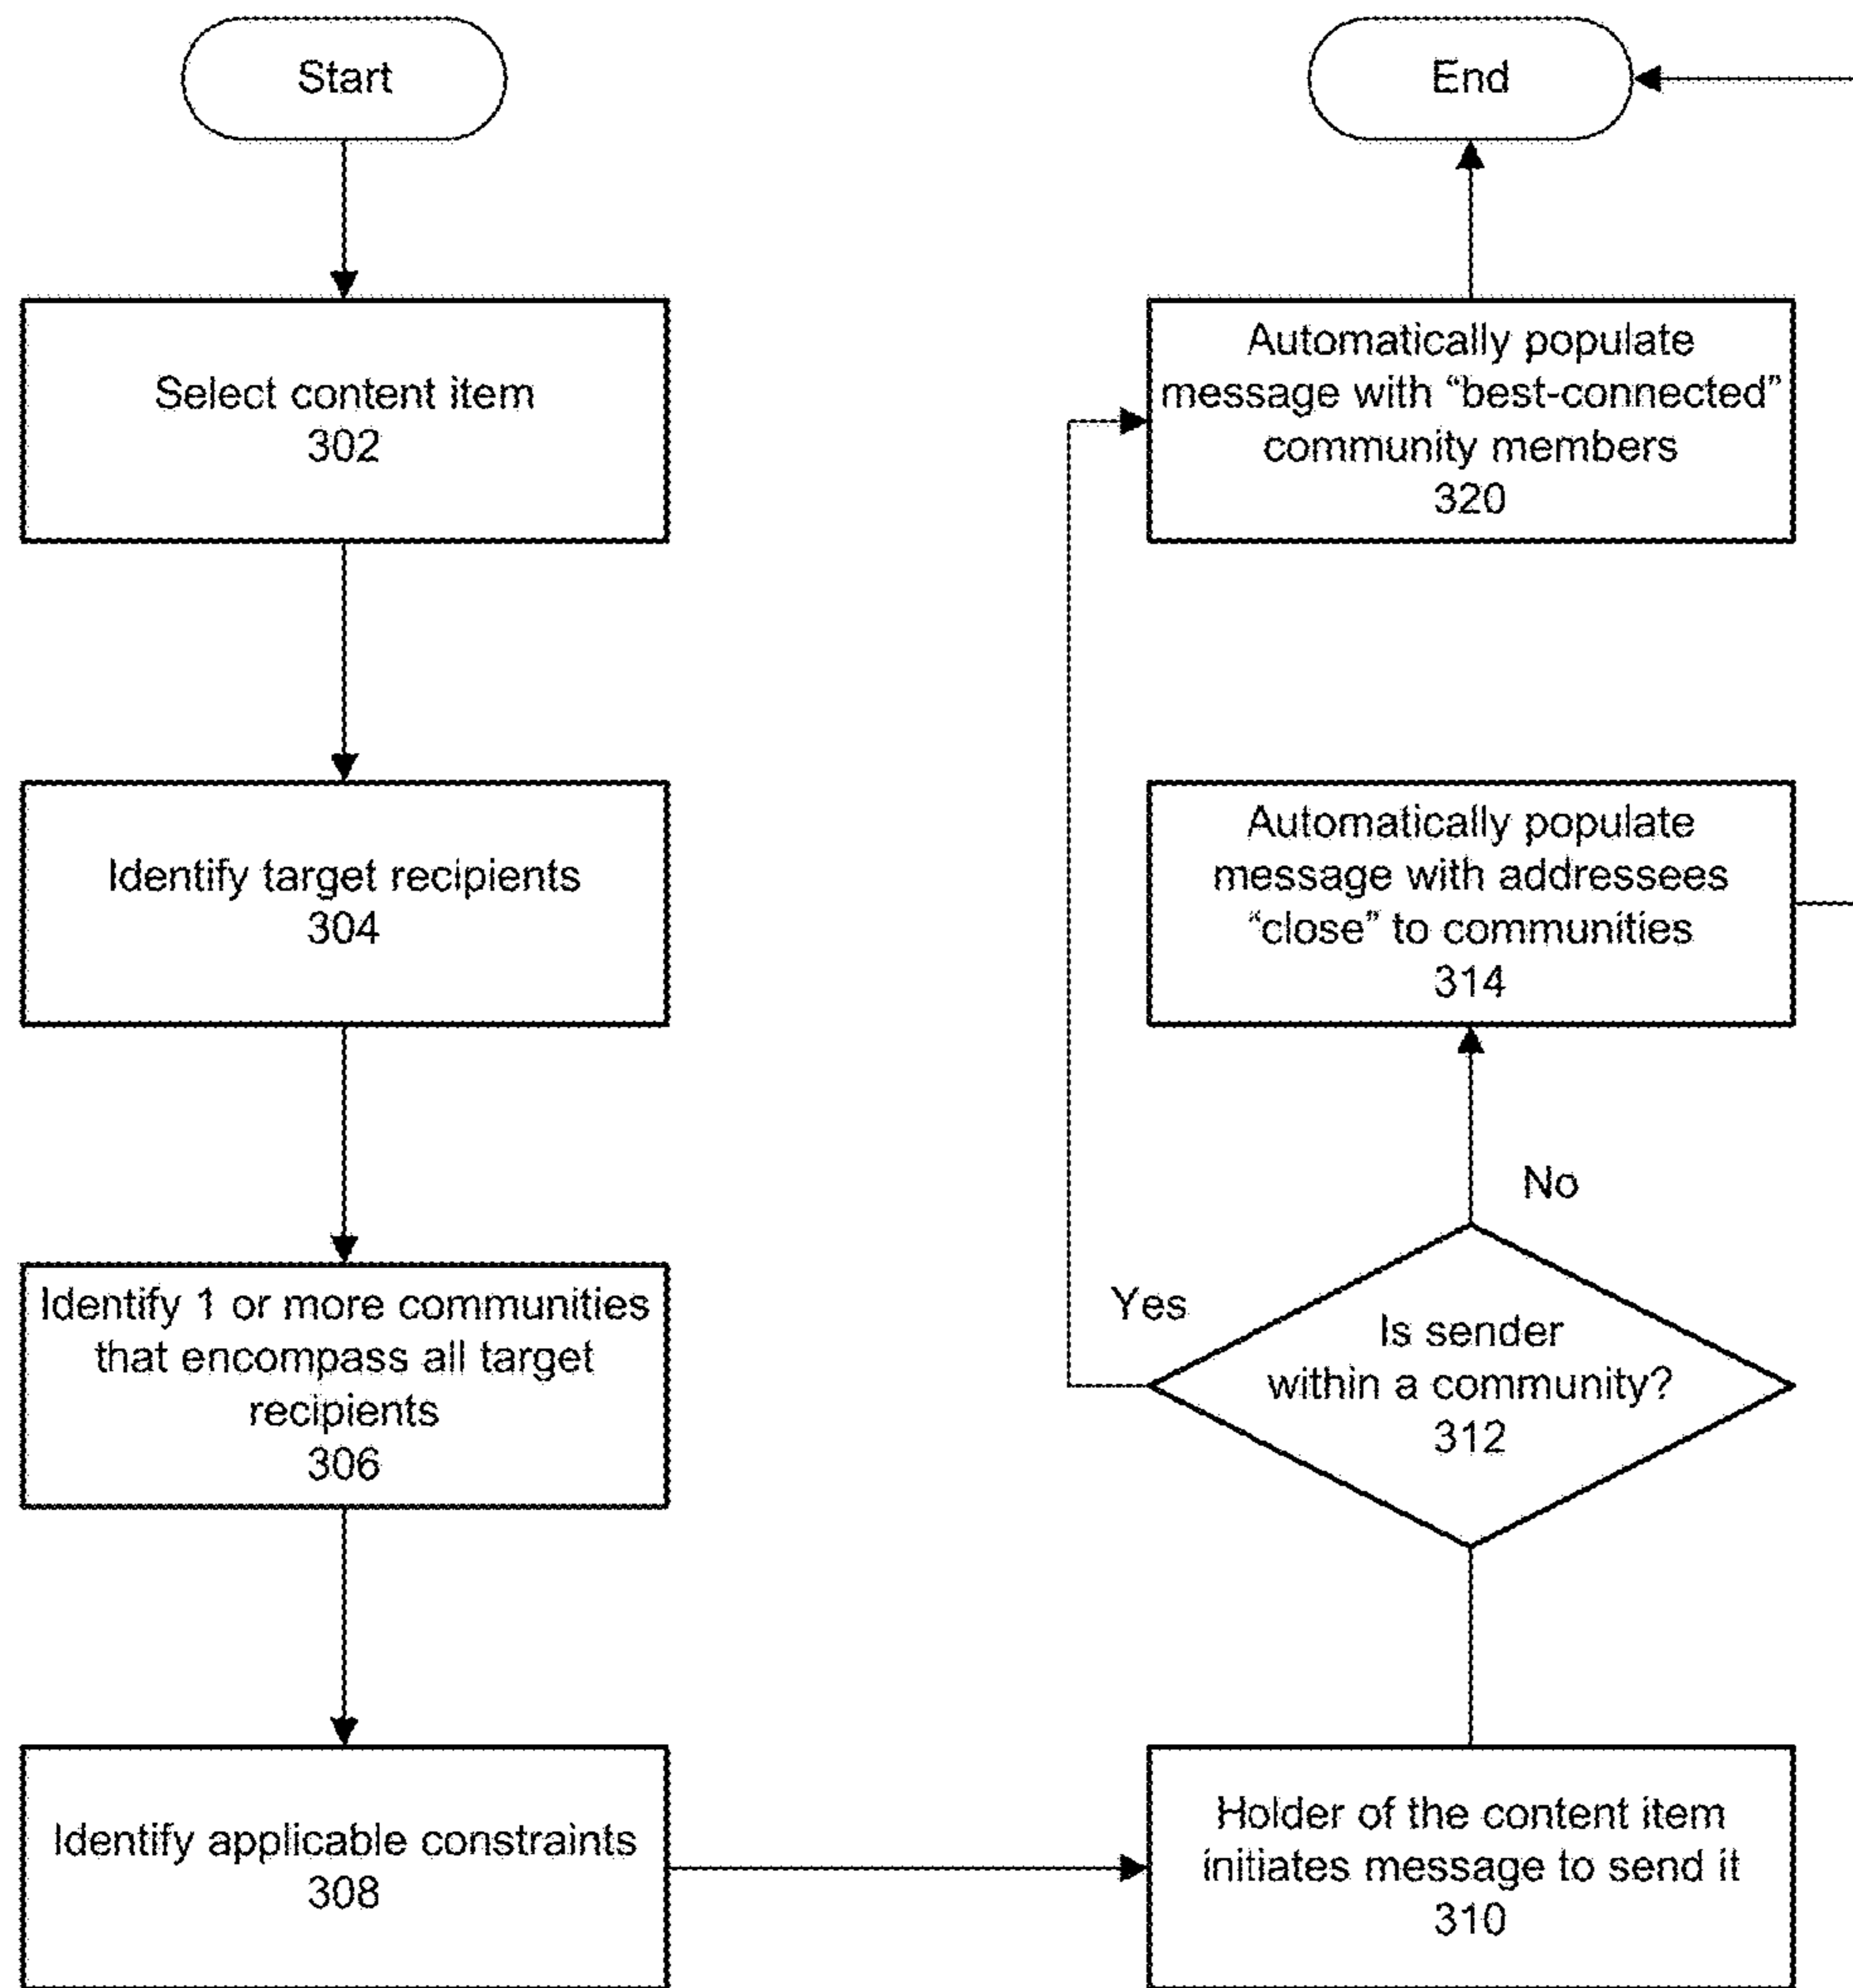 Start
Select content item
302
Identify target recipients
304
Identify 1 or more communities
that encompass all target
recipients
306
Identify applicable constraints
308
Holder of the content item
initiates message to send it
310
Is sender
within a community?
312
Yes
No
Automatically populate
message with addressees
“close” to communities
314
Automatically populate
message with “best-connected”
community members
320
End